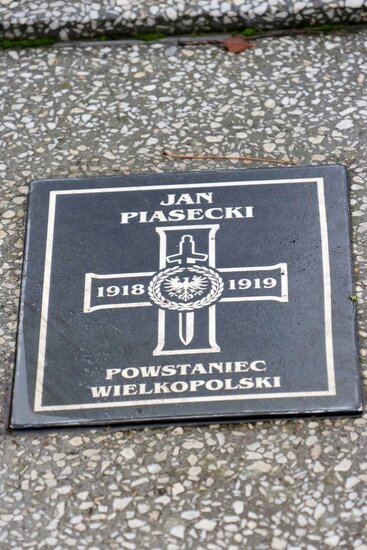 JAN
PIASECKI
1918 1919
POWSTANIEC
WIELKOPOLSKI